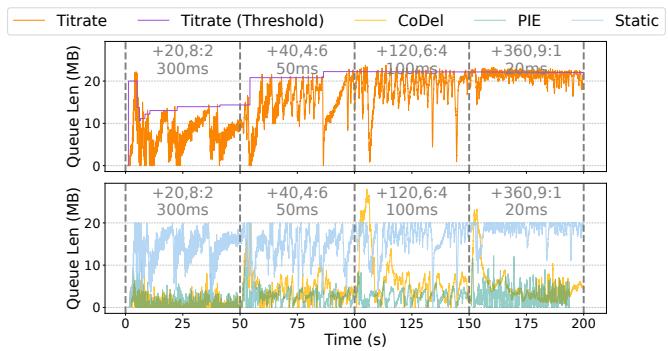 Titrate Titrate (Threshold) CoDel PIE Static
+20,8:2 +40,4:6 +120,6:4 +360,9:1
300ms 50ms 100ms 20ms
20
10
0
Queue Len (MB)
+20,8:2 +40,4:6 +120,6:4 +360,9:1
300ms 50ms 100ms 20ms
20
10
0
Queue Len (MB)
0 25 50 75 100 125 150 175 200
Time (s)